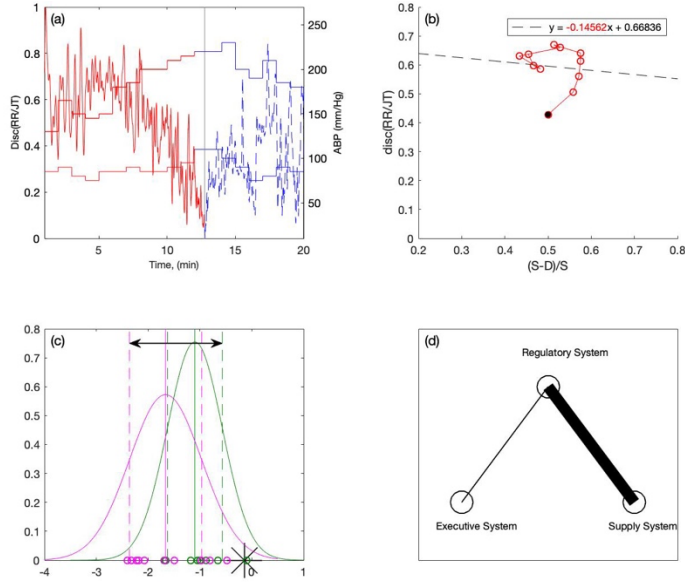 (a)
1
0.8
0.6
0.4
0.2
0
Disc(RR/JT)
5 10 15 20
Time, (min)
250
200
150
100
50
ABP (mm/Hg)
(b)
y = -0.14562x + 0.66836
0.8
0.7
0.6
0.5
0.4
0.3
0.2
0.1
0
disc(RR/JT)
0.2 0.3 0.4 0.5 0.6 0.7 0.8
(S-D)/S
(c)
0.8
0.7
0.6
0.5
0.4
0.3
0.2
0.1
0
-4 -3 -2 -1 0 1
(d)
Regulatory System
Executive System
Supply System